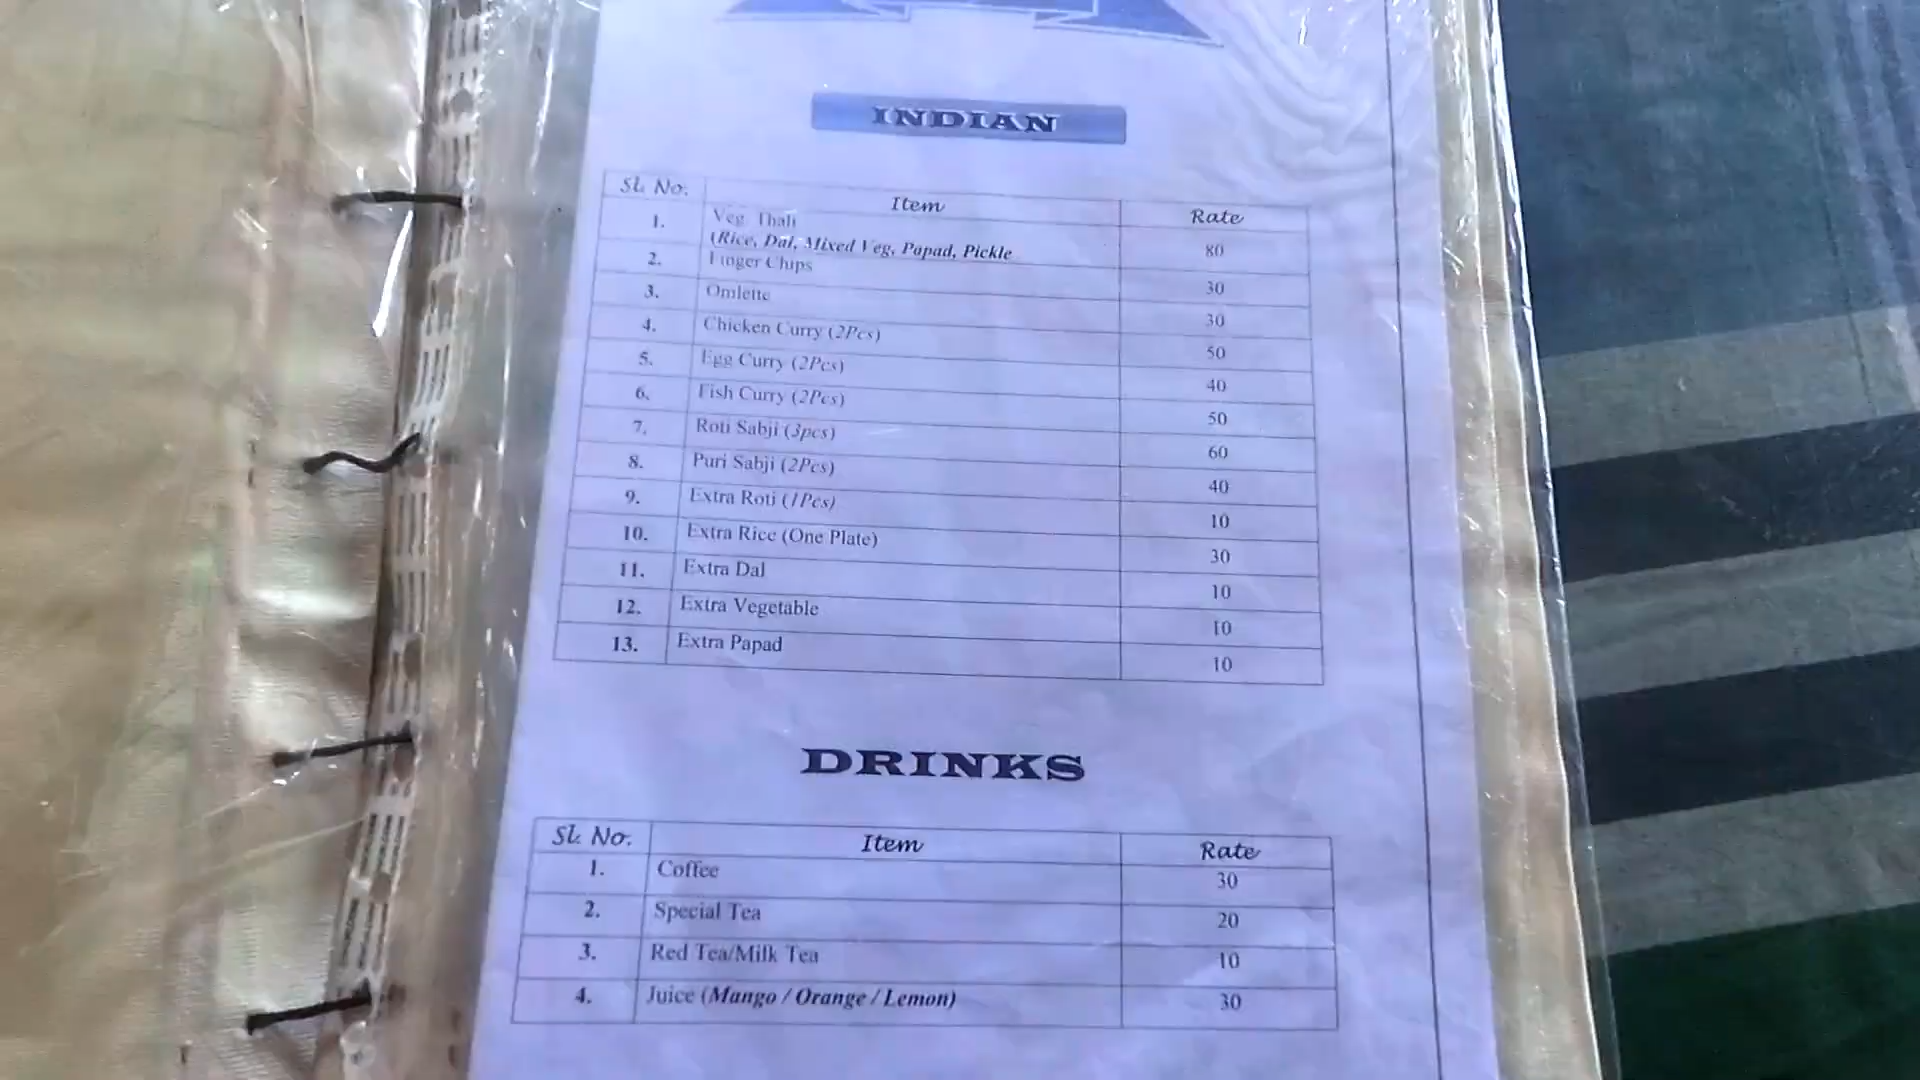 INDIAN
Sl. No. Item Rate
1. Veg. Thali
(Rice, Dal, Mixed Veg, Papad, Pickle 80
2. Finger Chips 30
3. Omlette 30
4. Chicken Curry (2Pcs) 50
5. Egg Curry (2Pcs) 40
6. Fish Curry (2Pcs) 50
7. Roti Sabji (3pcs) 60
8. Puri Sabji (2Pcs) 40
9. Extra Roti (1Pcs) 10
10. Extra Rice (One Plate) 30
11. Extra Dal 10
12. Extra Vegetable 10
13. Extra Papad 10
DRINKS
Sl. No. Item Rate
1. Coffee 30
2. Special Tea 20
3. Red Tea/Milk Tea 10
4. Juice (Mango / Orange / Lemon) 30